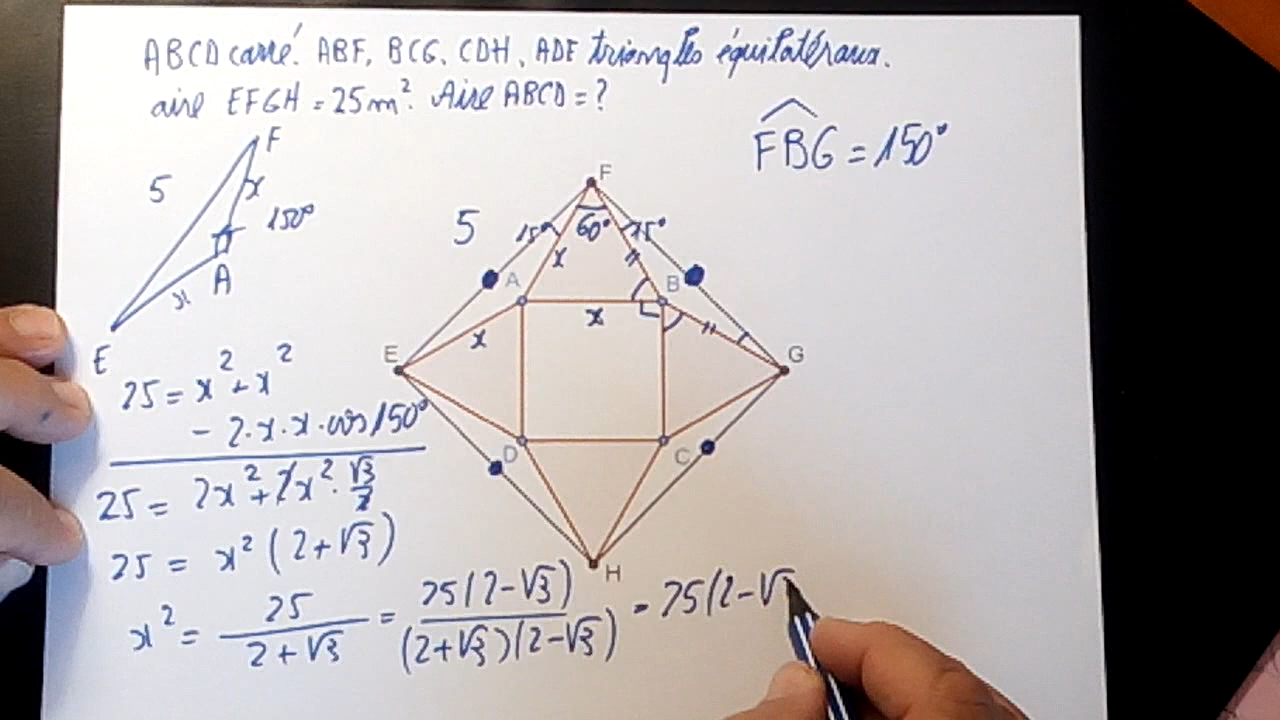 ABCD carré. ABF, BCG, CDH, ADE triangles équilatéraux.
aire EFGH = 25 m². Aire ABCD = ?
FBG = 150°
F
5
x
150°
A
x
E
F
5
15°
60°
15°
x
A
B
x
x
E
G
D
C
H
25 = x² + x²
- 2·x·x·cos 150°
25 = 2x² + 2x² · √3/2
25 = x² (2+√3)
x² = 25/(2+√3) = 25(2-√3)/((2+√3)(2-√3)) = 25(2-√